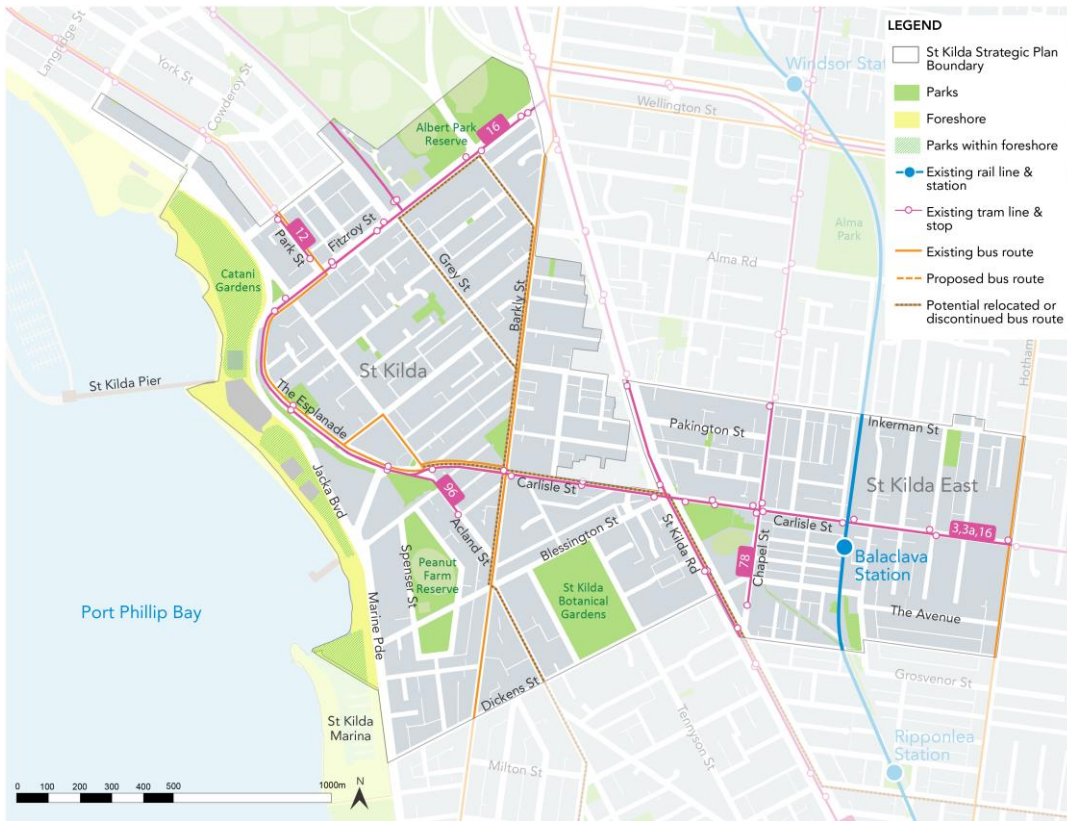 LEGEND
St Kilda Strategic Plan
Boundary
Parks
Foreshore
Parks within foreshore
Existing rail line &
station
Existing tram line &
stop
Existing bus route
Proposed bus route
Potential relocated or
discontinued bus route
Langridge St
York St
Cowderoy St
Windsor Stat
Wellington St
Albert Park
Reserve
16
12
Park St
Fitzroy St
Alma
Park
Alma Rd
Catani
Gardens
Grey St
Barkly St
Hotham
St Kilda
St Kilda Pier
The Esplanade
Pakington St
Inkerman St
St Kilda East
Jacka Bvd
96
Carlisle St
Carlisle St
3,3a,16
Acland St
Blessington St
St Kilda Rd
Chapel St
78
Balaclava
Station
Spenser St
Peanut
Farm
Reserve
St Kilda
Botanical
Gardens
Port Phillip Bay
Marine Pde
The Avenue
Dickens St
Grosvenor St
St Kilda
Marina
Tennyson St
Milton St
Ripponlea
Station
0 100 200 300 400 500 1000m
N